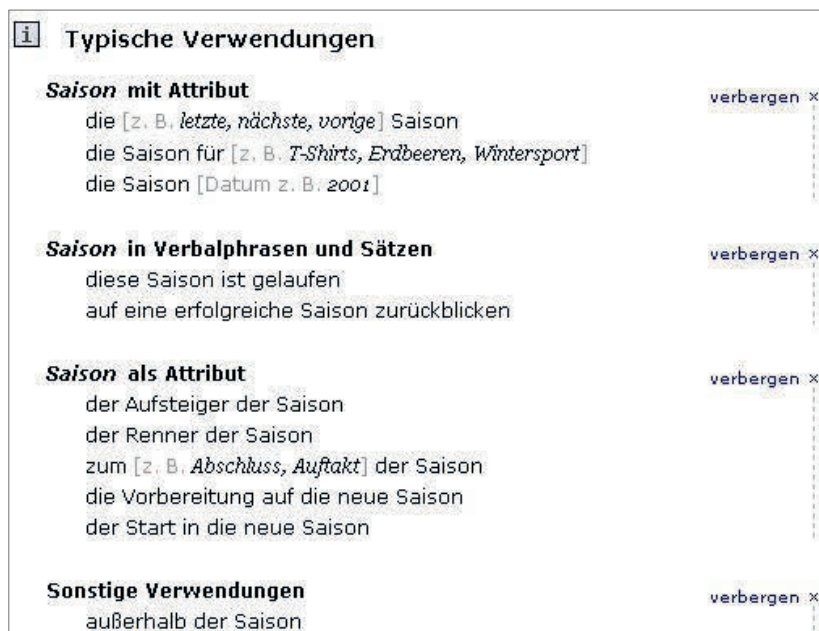 i Typische Verwendungen
Saison mit Attribut verbergen ×
die [z. B. letzte, nächste, vorige] Saison
die Saison für [z. B. T-Shirts, Erdbeeren, Wintersport]
die Saison [Datum z. B. 2001]
Saison in Verbalphrasen und Sätzen verbergen ×
diese Saison ist gelaufen
auf eine erfolgreiche Saison zurückblicken
Saison als Attribut verbergen ×
der Aufsteiger der Saison
der Renner der Saison
zum [z. B. Abschluss, Auftakt] der Saison
die Vorbereitung auf die neue Saison
der Start in die neue Saison
Sonstige Verwendungen verbergen ×
außerhalb der Saison